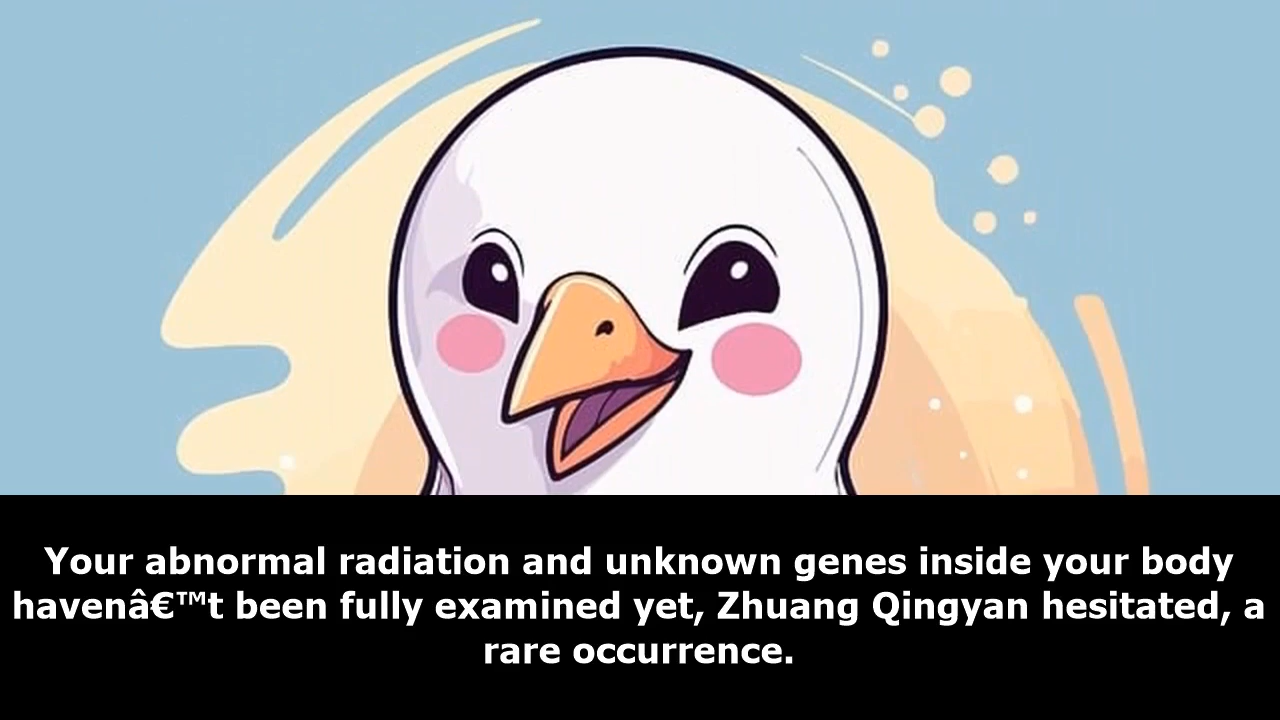 Your abnormal radiation and unknown genes inside your body
havenâ€™t been fully examined yet, Zhuang Qingyan hesitated, a
rare occurrence.